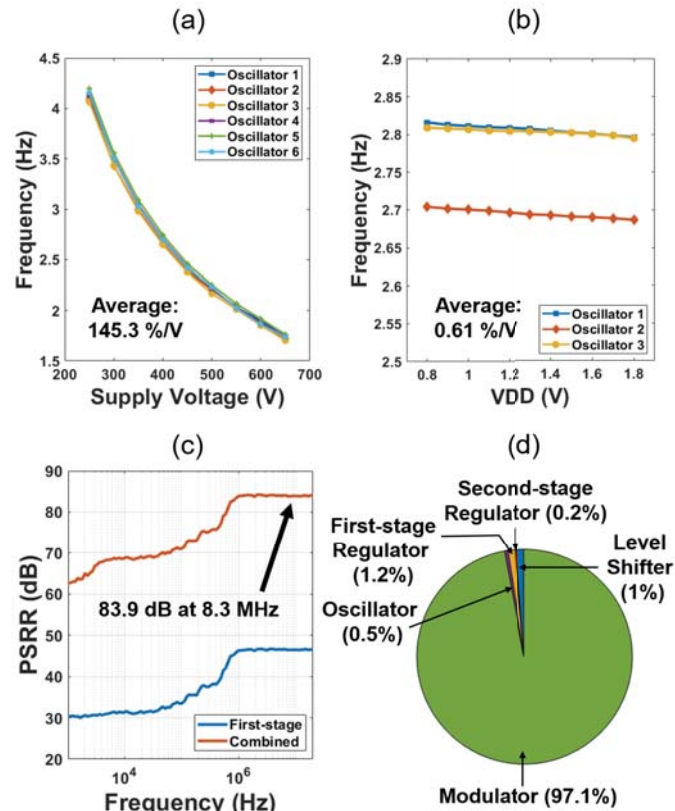 (a)
4.5
4
3.5
3
2.5
2
1.5
200 300 400 500 600 700
Frequency (Hz)
Supply Voltage (V)
Oscillator 1
Oscillator 2
Oscillator 3
Oscillator 4
Oscillator 5
Oscillator 6
Average:
145.3 %/V
(b)
2.9
2.85
2.8
2.75
2.7
2.65
2.6
2.55
2.5
0.8 1 1.2 1.4 1.6 1.8
Frequency (Hz)
VDD (V)
Average:
0.61 %/V
Oscillator 1
Oscillator 2
Oscillator 3
(c)
90
80
70
60
50
40
30
20
10⁴ 10⁶
PSRR (dB)
Frequency (Hz)
83.9 dB at 8.3 MHz
First-stage
Combined
(d)
Second-stage
Regulator (0.2%)
First-stage
Regulator
(1.2%)
Level
Shifter
(1%)
Oscillator
(0.5%)
Modulator (97.1%)